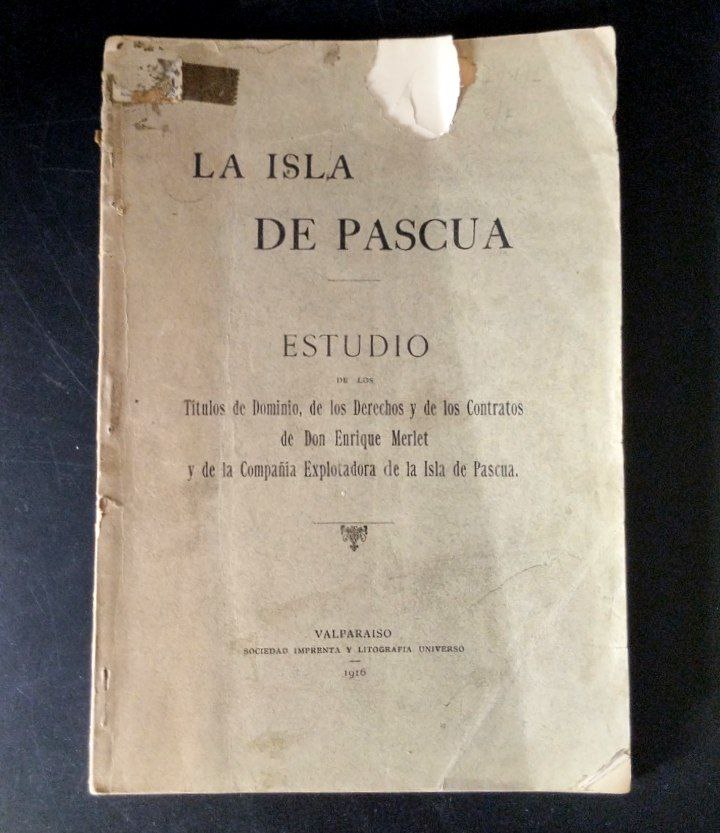 LA ISLA
DE PASCUA
ESTUDIO
DE LOS
Títulos de Dominio, de los Derechos y de los Contratos
de Don Enrique Merlet
y de la Compañía Explotadora de la Isla de Pascua.
VALPARAISO
SOCIEDAD IMPRENTA Y LITOGRAFIA UNIVERSO
1916